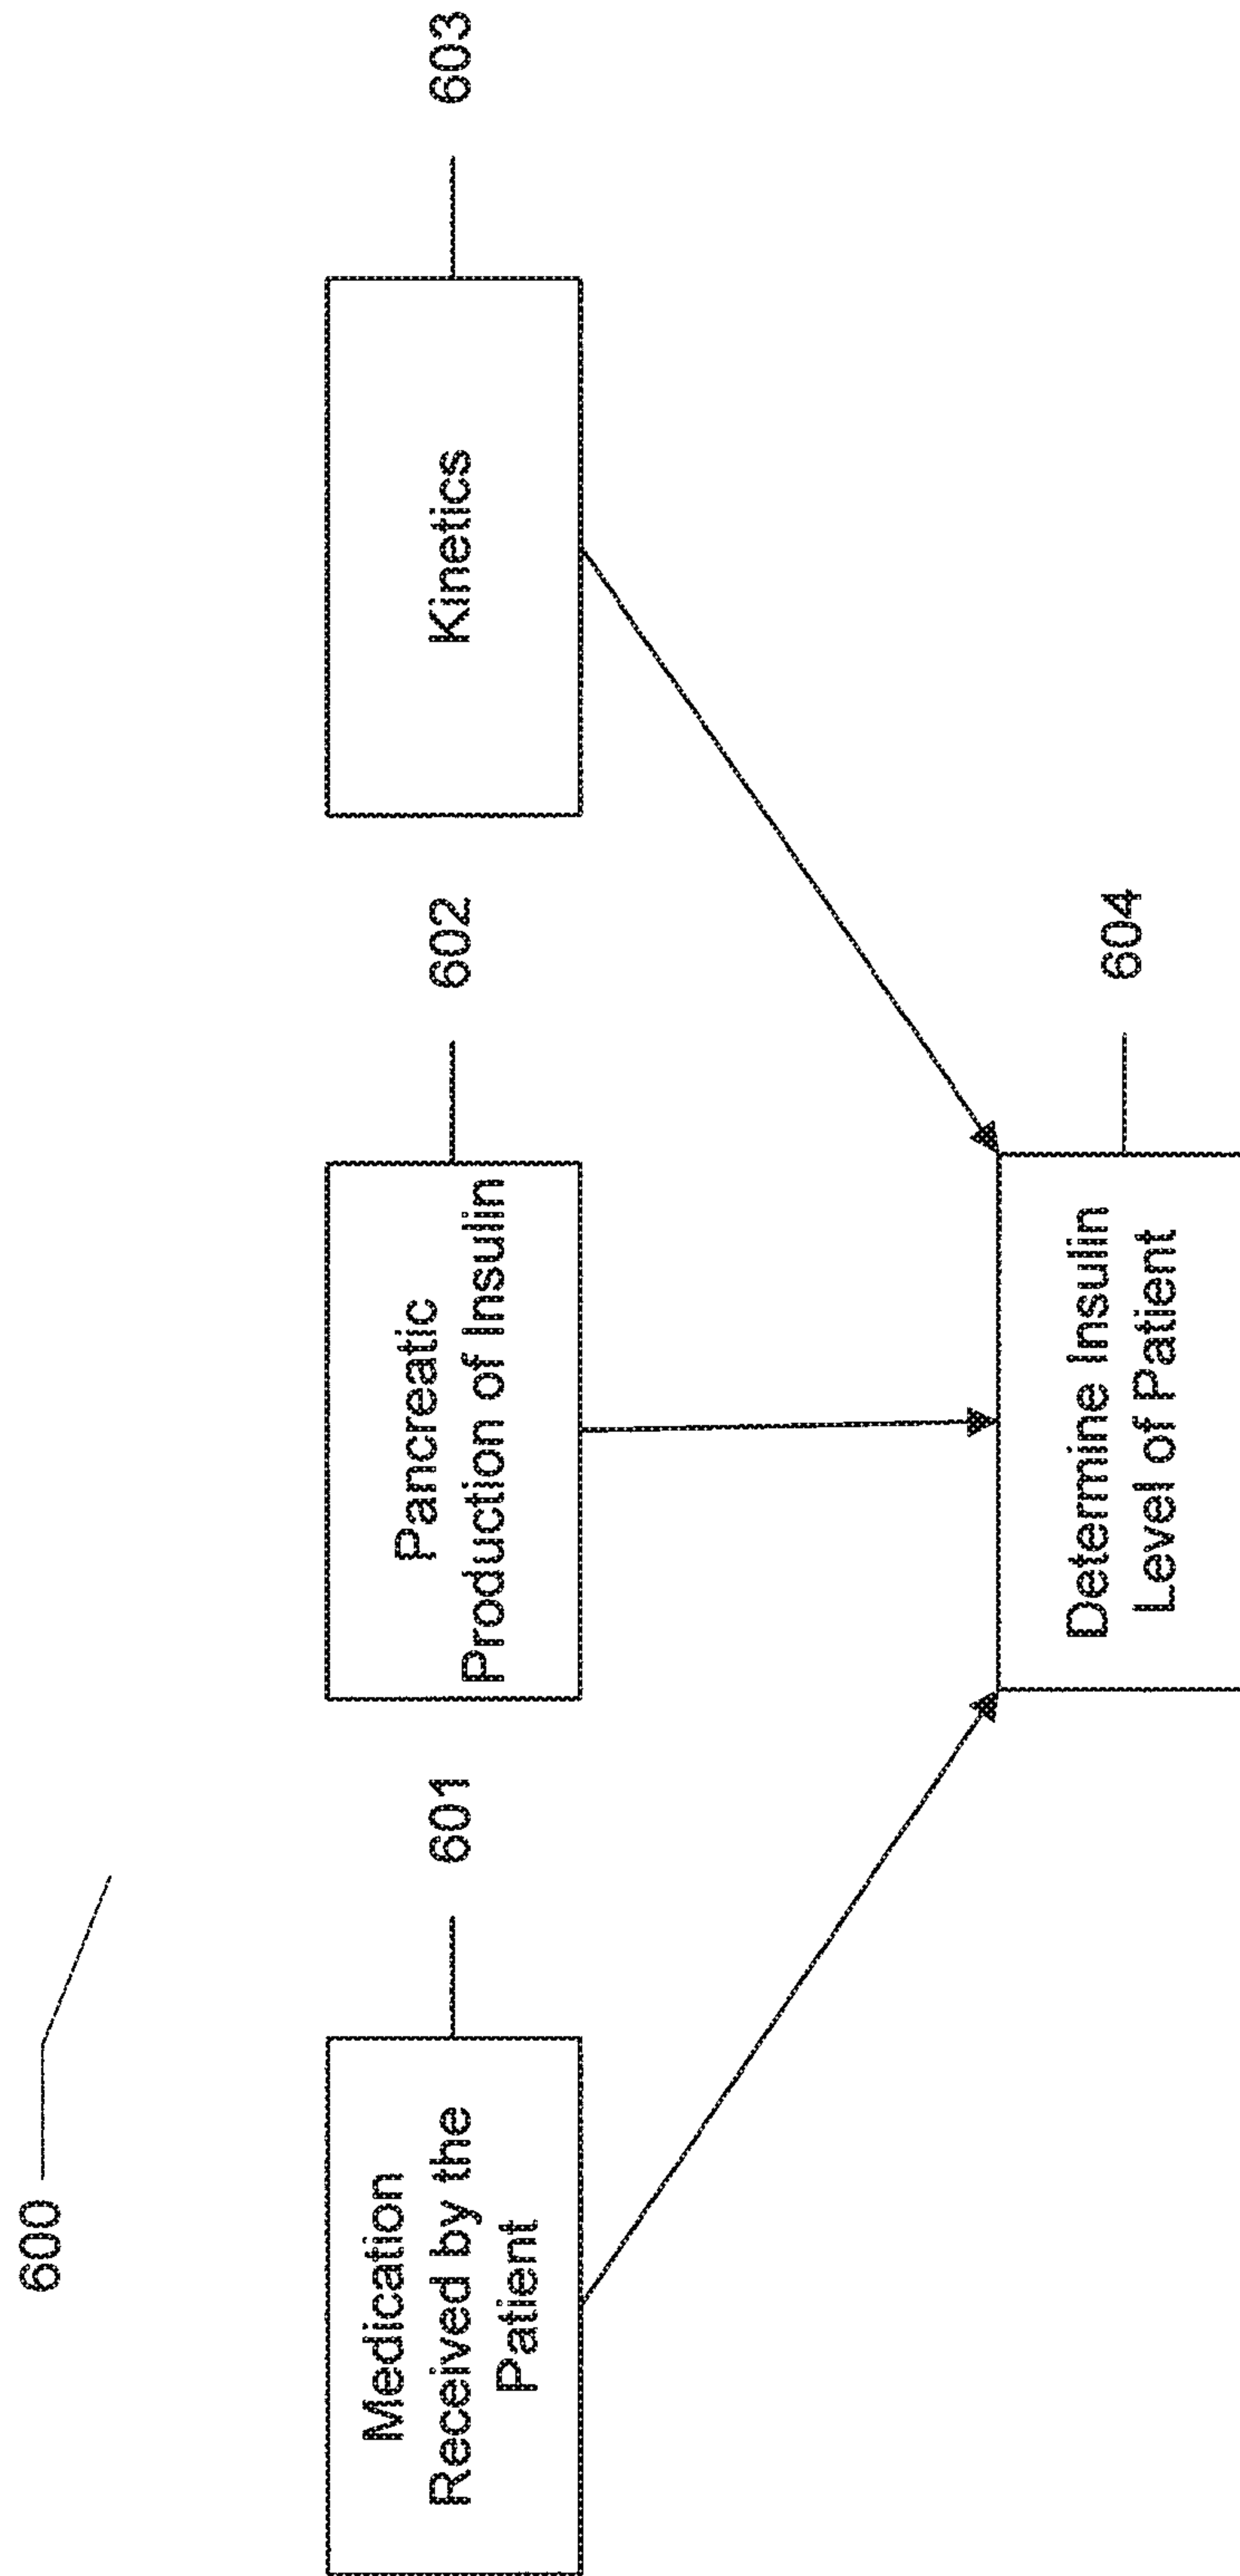 600
Medication
Received by the
Patient
601
Pancreatic
Production of Insulin
602
Kinetics
603
Determine Insulin
Level of Patient
604